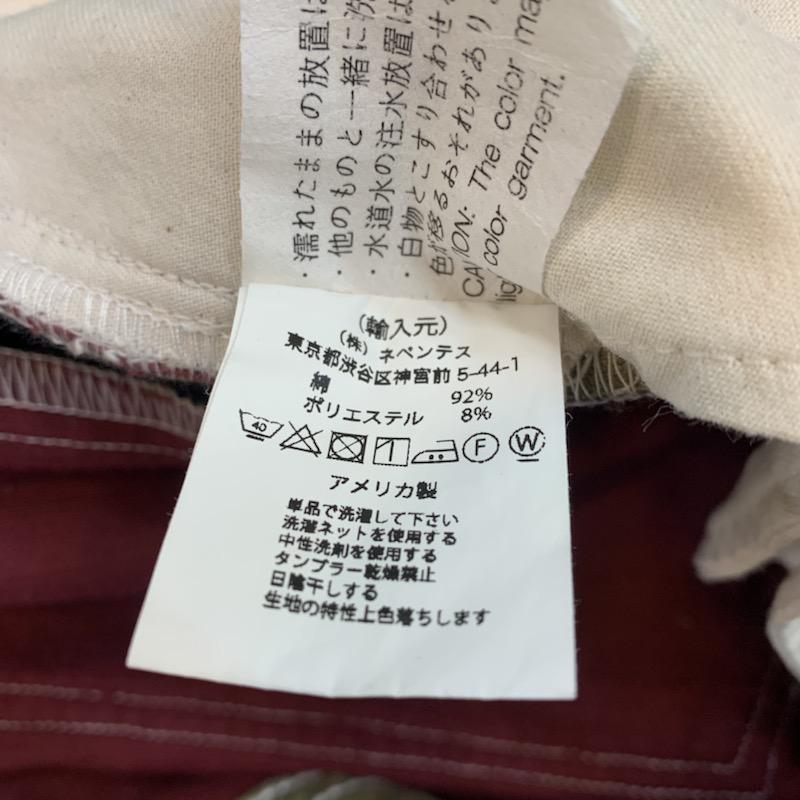 ・濡れたままの放置は
・他のものと一緒に洗
・水道水の注水放置は
・白物とこすり合わせ
色が移るおそれがあり
CAUTION: The color ma
color garment.
(輸入元)
(株) ネペンテス
東京都渋谷区神宮前 5-44-1
綿 92%
ポリエステル 8%
40 1 F W
アメリカ製
単品で洗濯して下さい
洗濯ネットを使用する
中性洗剤を使用する
タンブラー乾燥禁止
日陰干しする
生地の特性上色落ちします